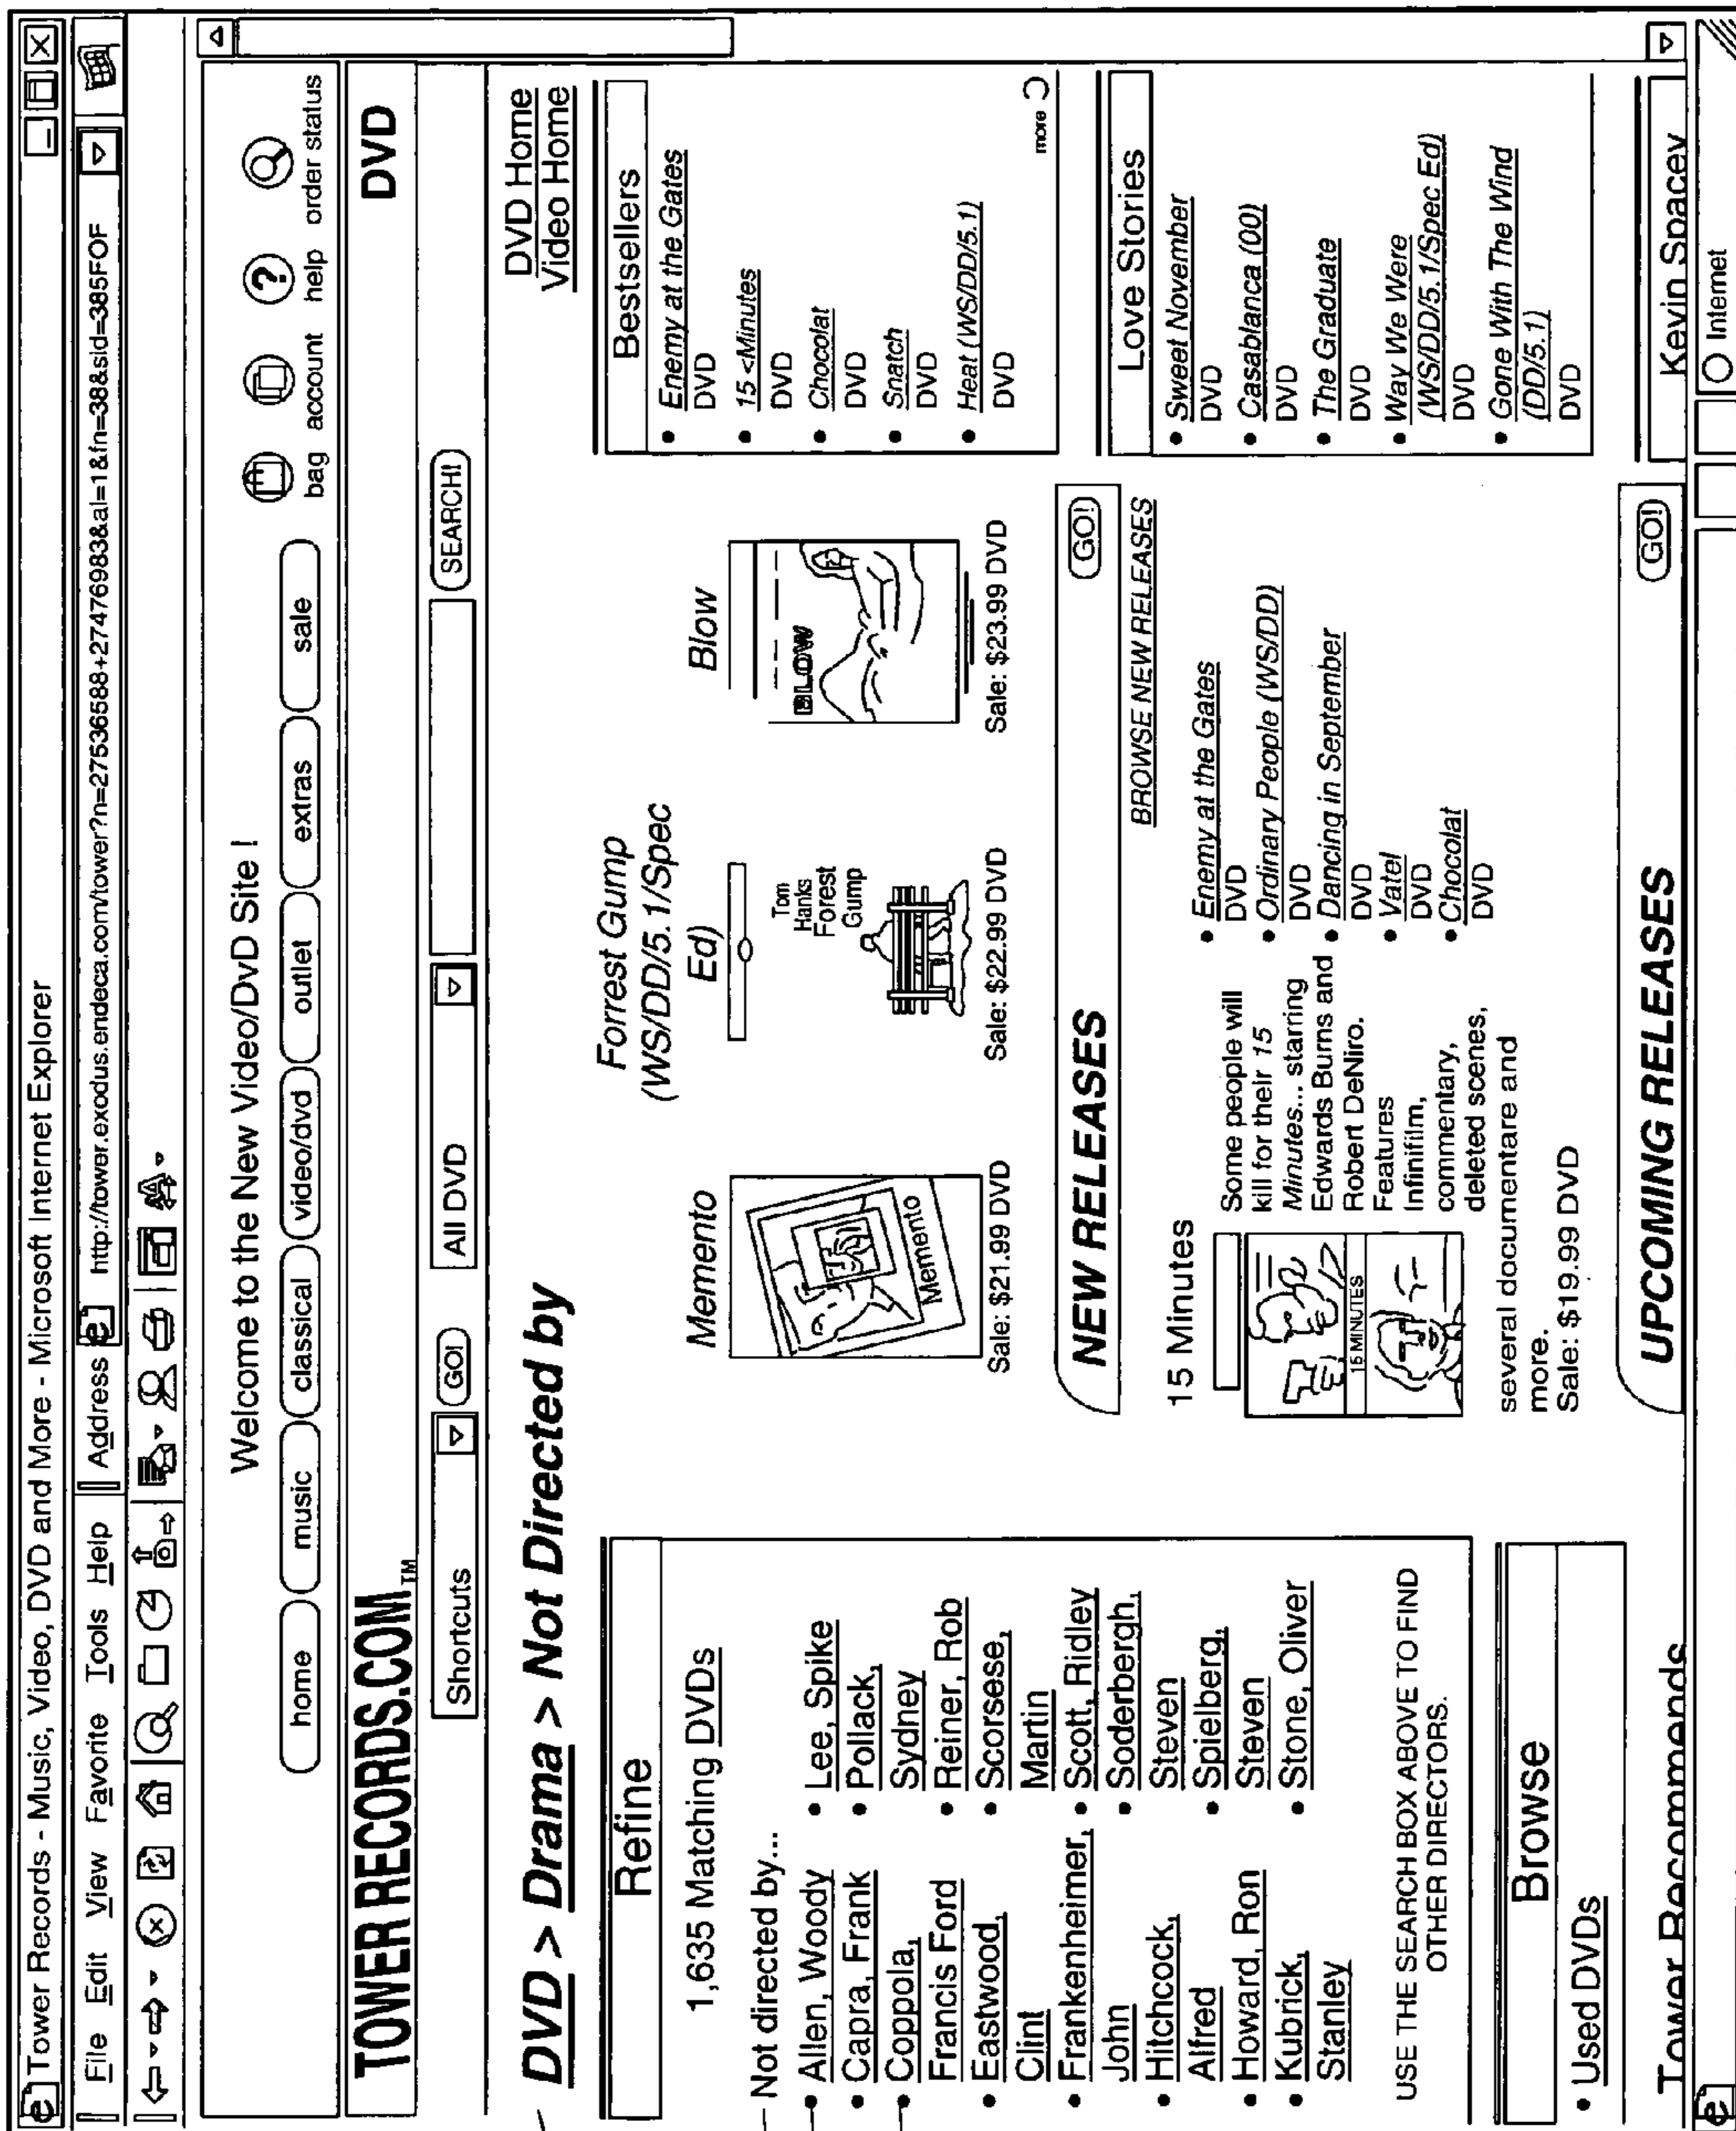 Tower Records - Music, Video, DVD and More - Microsoft Internet Explorer
File Edit View Favorite Tools Help
Address http://tower.exodus.endeca.com/tower?n=27536588+27476983&al=1&fn=38&sid=385FOF
Welcome to the New Video/DvD Site !
home music classical video/dvd outlet extras sale
bag account help order status
TOWER RECORDS.COM TM
DVD
Shortcuts GO! All DVD SEARCH!
DVD > Drama > Not Directed by
DVD Home
Video Home
Refine
1,635 Matching DVDs
Not directed by...
• Allen, Woody
• Capra, Frank
• Coppola,
Francis Ford
• Eastwood,
Clint
• Frankenheimer,
John
• Hitchcock,
Alfred
• Howard, Ron
• Kubrick,
Stanley
• Lee, Spike
• Pollack,
Sydney
• Reiner, Rob
• Scorsese,
Martin
• Scott, Ridley
• Soderbergh,
Steven
• Spielberg,
Steven
• Stone, Oliver
USE THE SEARCH BOX ABOVE TO FIND
OTHER DIRECTORS.
Browse
• Used DVDs
Tower Recommends
Memento
Memento
Sale: $21.99 DVD
Forrest Gump
(WS/DD/5.1/Spec
Ed)
Tom
Hanks
Forest
Gump
Sale: $22.99 DVD
Blow
BLOW
Sale: $23.99 DVD
NEW RELEASES
GO!
BROWSE NEW RELEASES
15 Minutes
15 MINUTES
Some people will
kill for their 15
Minutes... starring
Edwards Burns and
Robert DeNiro.
Features
Infinifilm,
commentary,
deleted scenes,
several documentare and
more.
Sale: $19.99 DVD
• Enemy at the Gates
DVD
• Ordinary People (WS/DD)
DVD
• Dancing in September
DVD
• Vatel
DVD
• Chocolat
DVD
UPCOMING RELEASES
GO!
Bestsellers
• Enemy at the Gates
DVD
• 15 <Minutes
DVD
• Chocolat
DVD
• Snatch
DVD
• Heat (WS/DD/5.1)
DVD
more
Love Stories
• Sweet November
DVD
• Casablanca (00)
DVD
• The Graduate
DVD
• Way We Were
(WS/DD/5.1/Spec Ed)
DVD
• Gone With The Wind
(DD/5.1)
DVD
Kevin Spacey
Internet